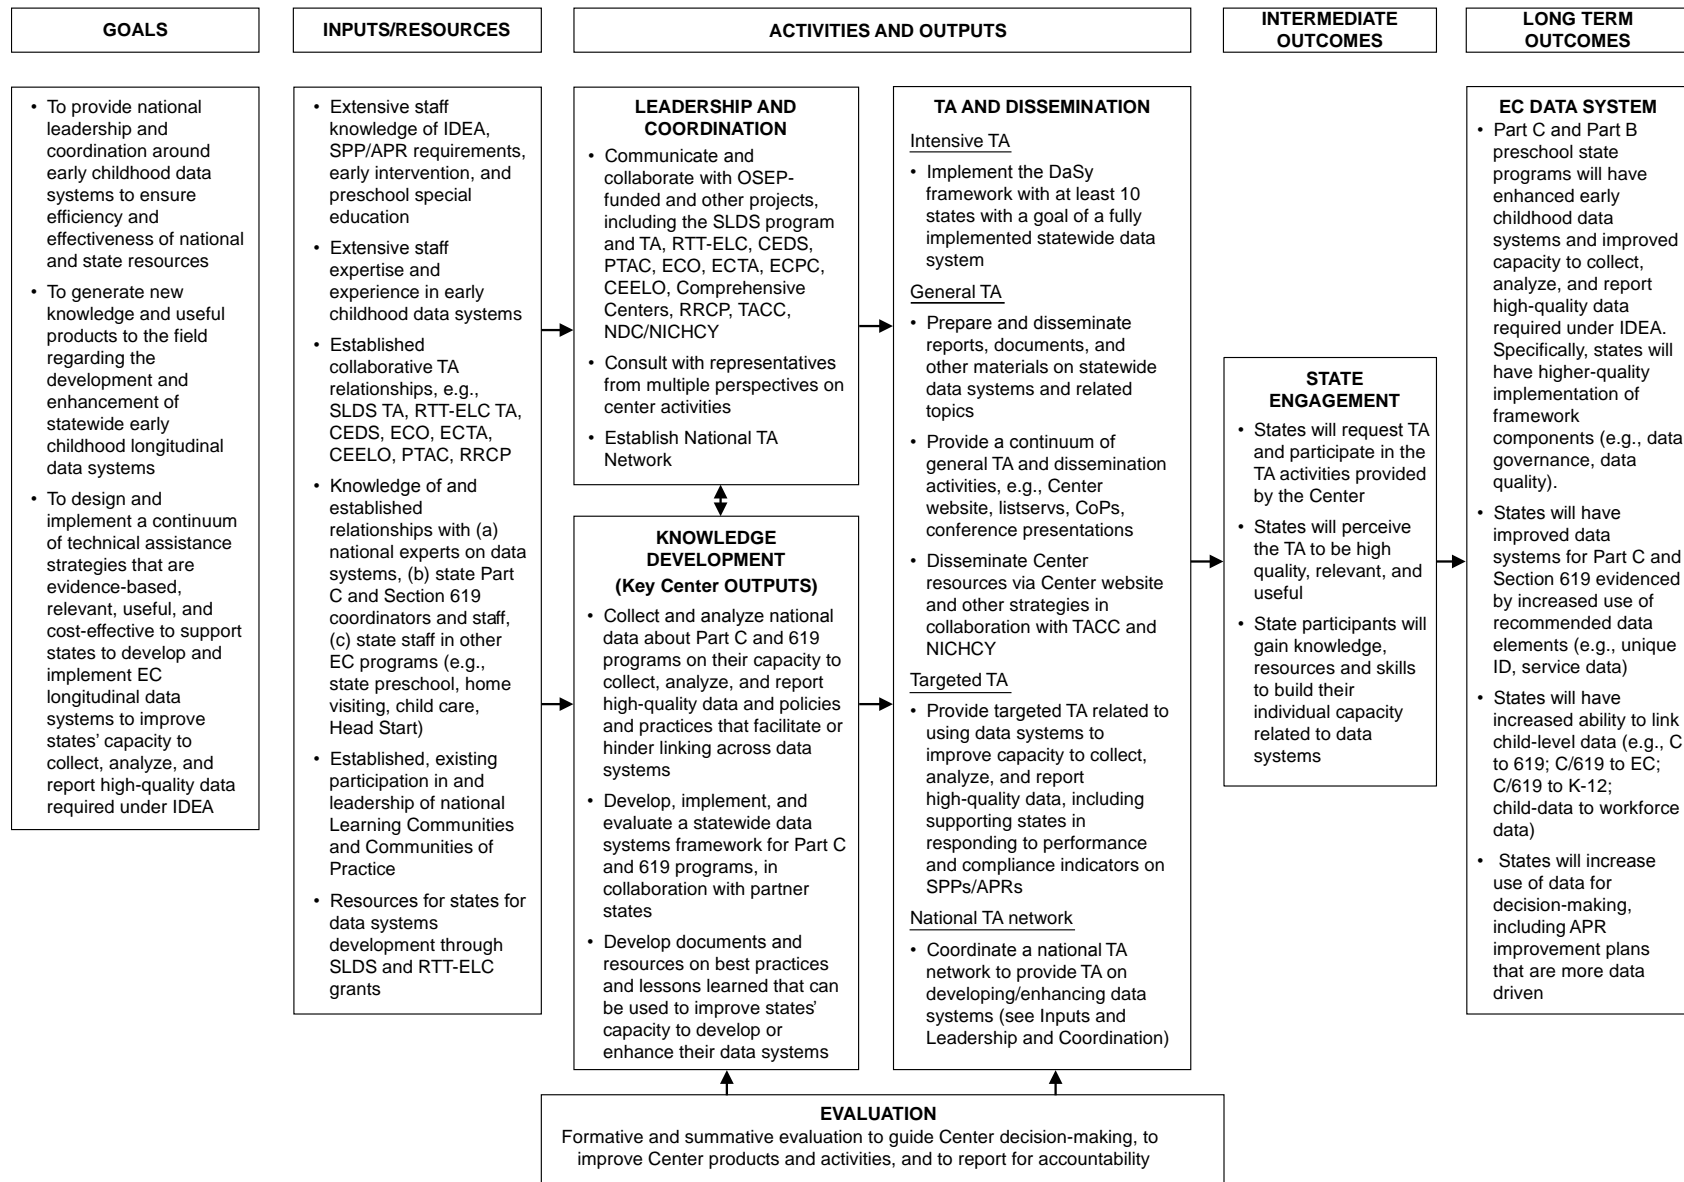 GOALS
INPUTS/RESOURCES
ACTIVITIES AND OUTPUTS
INTERMEDIATE
OUTCOMES
LONG TERM
OUTCOMES
• To provide national
leadership and
coordination around
early childhood data
systems to ensure
efficiency and
effectiveness of national
and state resources
• To generate new
knowledge and useful
products to the field
regarding the
development and
enhancement of
statewide early
childhood longitudinal
data systems
• To design and
implement a continuum
of technical assistance
strategies that are
evidence-based,
relevant, useful, and
cost-effective to support
states to develop and
implement EC
longitudinal data
systems to improve
states’ capacity to
collect, analyze, and
report high-quality data
required under IDEA
• Extensive staff
knowledge of IDEA,
SPP/APR requirements,
early intervention, and
preschool special
education
• Extensive staff
expertise and
experience in early
childhood data systems
• Established
collaborative TA
relationships, e.g.,
SLDS TA, RTT-ELC TA,
CEDS, ECO, ECTA,
CEELO, PTAC, RRCP
• Knowledge of and
established
relationships with (a)
national experts on data
systems, (b) state Part
C and Section 619
coordinators and staff,
(c) state staff in other
EC programs (e.g.,
state preschool, home
visiting, child care,
Head Start)
• Established, existing
participation in and
leadership of national
Learning Communities
and Communities of
Practice
• Resources for states for
data systems
development through
SLDS and RTT-ELC
grants
LEADERSHIP AND
COORDINATION
• Communicate and
collaborate with OSEP-
funded and other projects,
including the SLDS program
and TA, RTT-ELC, CEDS,
PTAC, ECO, ECTA, ECPC,
CEELO, Comprehensive
Centers, RRCP, TACC,
NDC/NICHCY
• Consult with representatives
from multiple perspectives on
center activities
• Establish National TA
Network
KNOWLEDGE
DEVELOPMENT
(Key Center OUTPUTS)
• Collect and analyze national
data about Part C and 619
programs on their capacity to
collect, analyze, and report
high-quality data and policies
and practices that facilitate or
hinder linking across data
systems
• Develop, implement, and
evaluate a statewide data
systems framework for Part C
and 619 programs, in
collaboration with partner
states
• Develop documents and
resources on best practices
and lessons learned that can
be used to improve states’
capacity to develop or
enhance their data systems
TA AND DISSEMINATION
Intensive TA
• Implement the DaSy
framework with at least 10
states with a goal of a fully
implemented statewide data
system
General TA
• Prepare and disseminate
reports, documents, and
other materials on statewide
data systems and related
topics
• Provide a continuum of
general TA and dissemination
activities, e.g., Center
website, listservs, CoPs,
conference presentations
• Disseminate Center
resources via Center website
and other strategies in
collaboration with TACC and
NICHCY
Targeted TA
• Provide targeted TA related to
using data systems to
improve capacity to collect,
analyze, and report
high-quality data, including
supporting states in
responding to performance
and compliance indicators on
SPPs/APRs
National TA network
• Coordinate a national TA
network to provide TA on
developing/enhancing data
systems (see Inputs and
Leadership and Coordination)
STATE
ENGAGEMENT
• States will request TA
and participate in the
TA activities provided
by the Center
• States will perceive
the TA to be high
quality, relevant, and
useful
• State participants will
gain knowledge,
resources and skills
to build their
individual capacity
related to data
systems
EC DATA SYSTEM
• Part C and Part B
preschool state
programs will have
enhanced early
childhood data
systems and improved
capacity to collect,
analyze, and report
high-quality data
required under IDEA.
Specifically, states will
have higher-quality
implementation of
framework
components (e.g., data
governance, data
quality).
• States will have
improved data
systems for Part C and
Section 619 evidenced
by increased use of
recommended data
elements (e.g., unique
ID, service data)
• States will have
increased ability to link
child-level data (e.g., C
to 619; C/619 to EC;
C/619 to K-12;
child-data to workforce
data)
• States will increase
use of data for
decision-making,
including APR
improvement plans
that are more data
driven
EVALUATION
Formative and summative evaluation to guide Center decision-making, to
improve Center products and activities, and to report for accountability